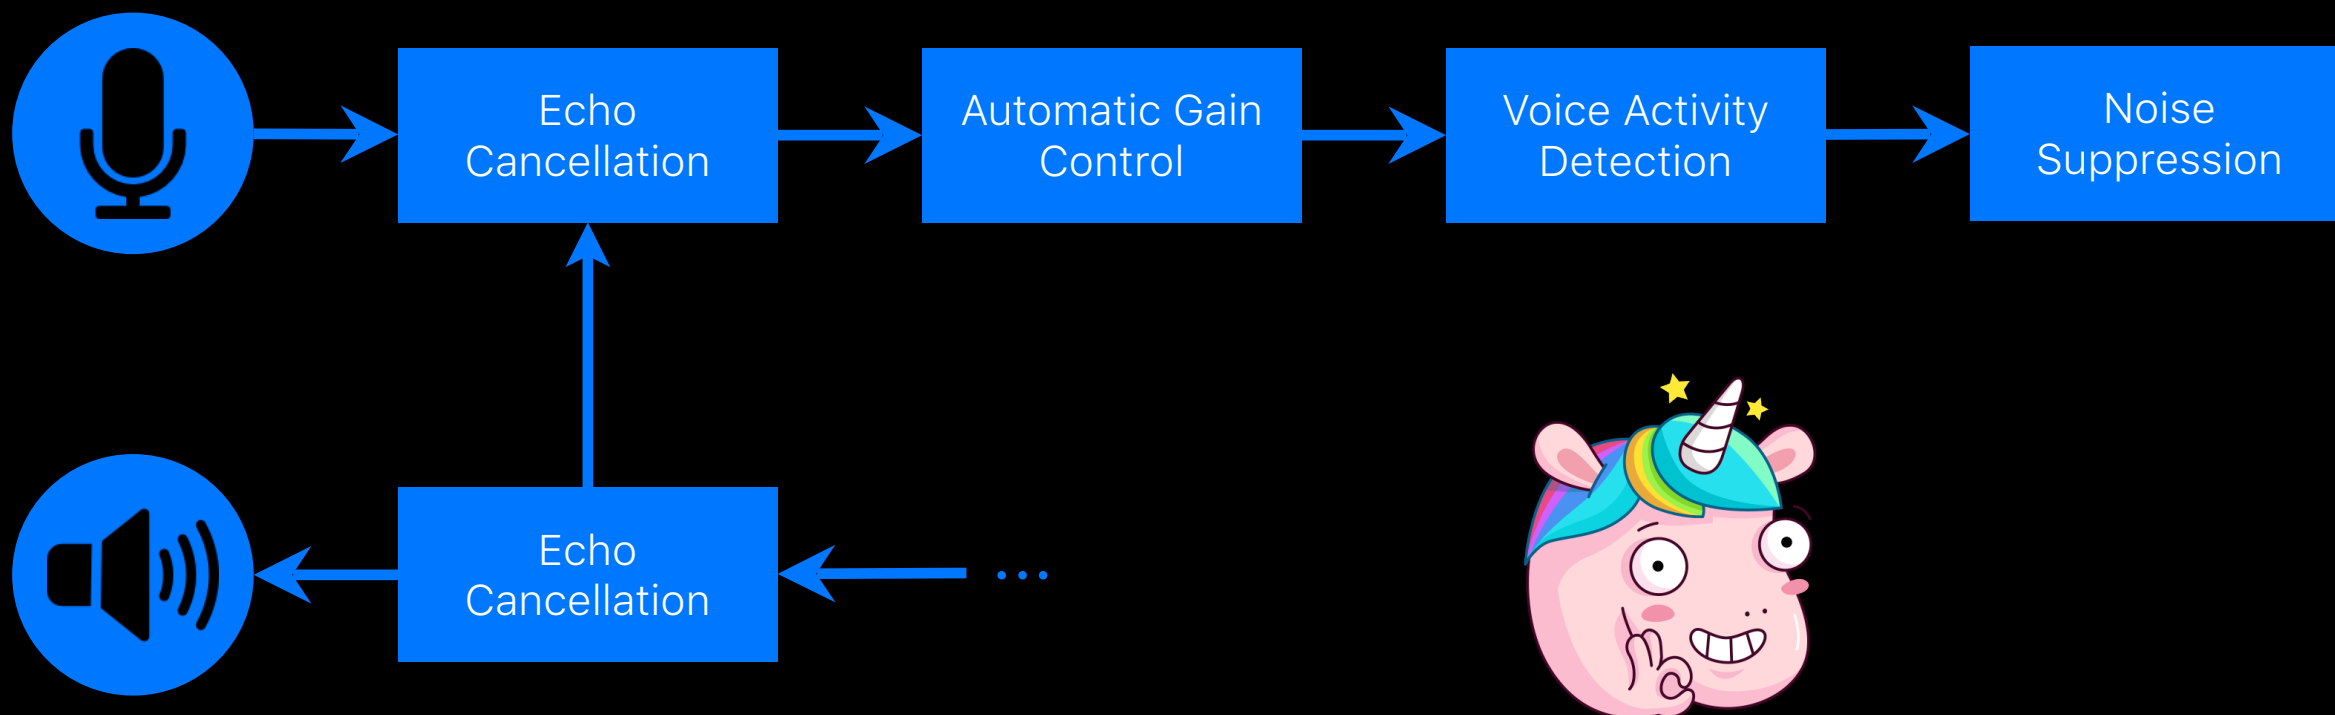 Echo
Cancellation
Automatic Gain
Control
Voice Activity
Detection
Noise
Suppression
Echo
Cancellation
...